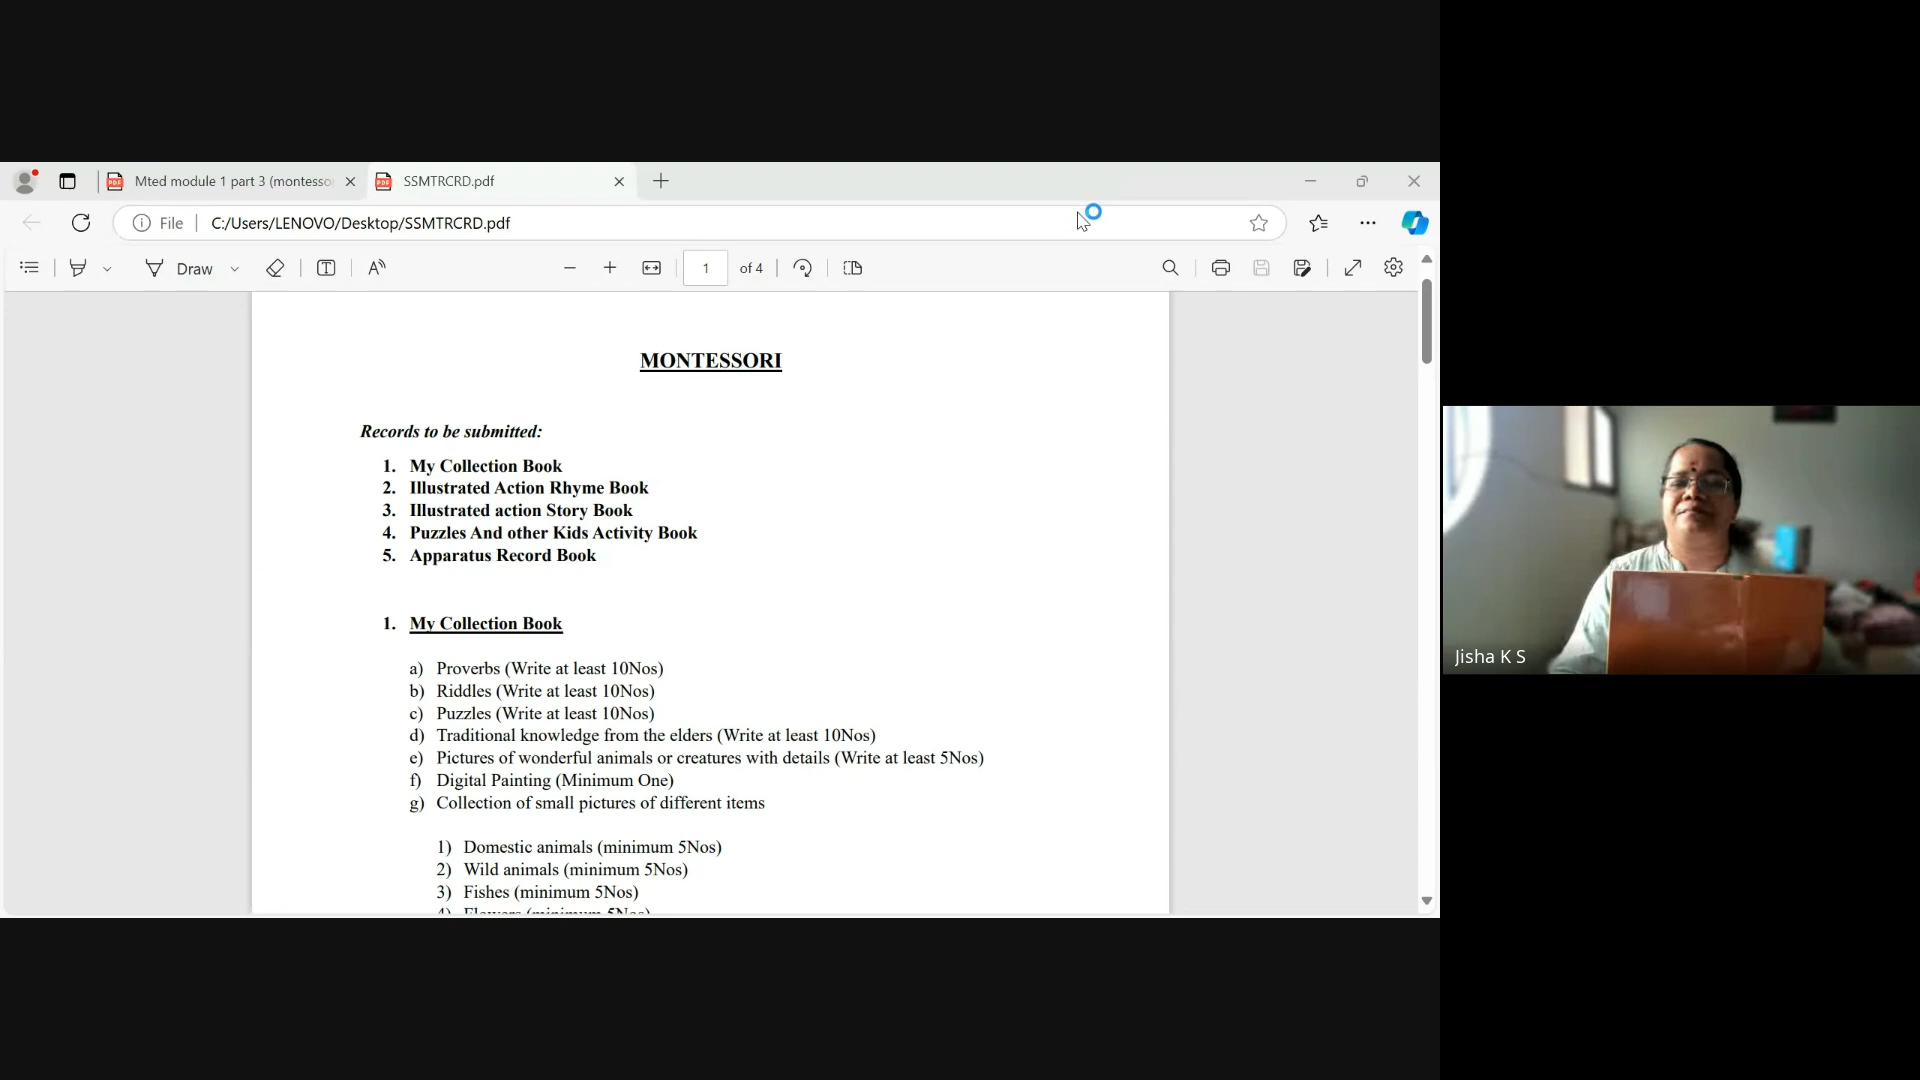 Mted module 1 part 3 (montesso
SSMTRCRD.pdf
File
C:/Users/LENOVO/Desktop/SSMTRCRD.pdf
Draw
1
of 4
MONTESSORI
Records to be submitted:
1. My Collection Book
2. Illustrated Action Rhyme Book
3. Illustrated action Story Book
4. Puzzles And other Kids Activity Book
5. Apparatus Record Book
1. My Collection Book
a) Proverbs (Write at least 10Nos)
b) Riddles (Write at least 10Nos)
c) Puzzles (Write at least 10Nos)
d) Traditional knowledge from the elders (Write at least 10Nos)
e) Pictures of wonderful animals or creatures with details (Write at least 5Nos)
f) Digital Painting (Minimum One)
g) Collection of small pictures of different items
1) Domestic animals (minimum 5Nos)
2) Wild animals (minimum 5Nos)
3) Fishes (minimum 5Nos)
4) Flowers (minimum 5Nos)
Jisha K S